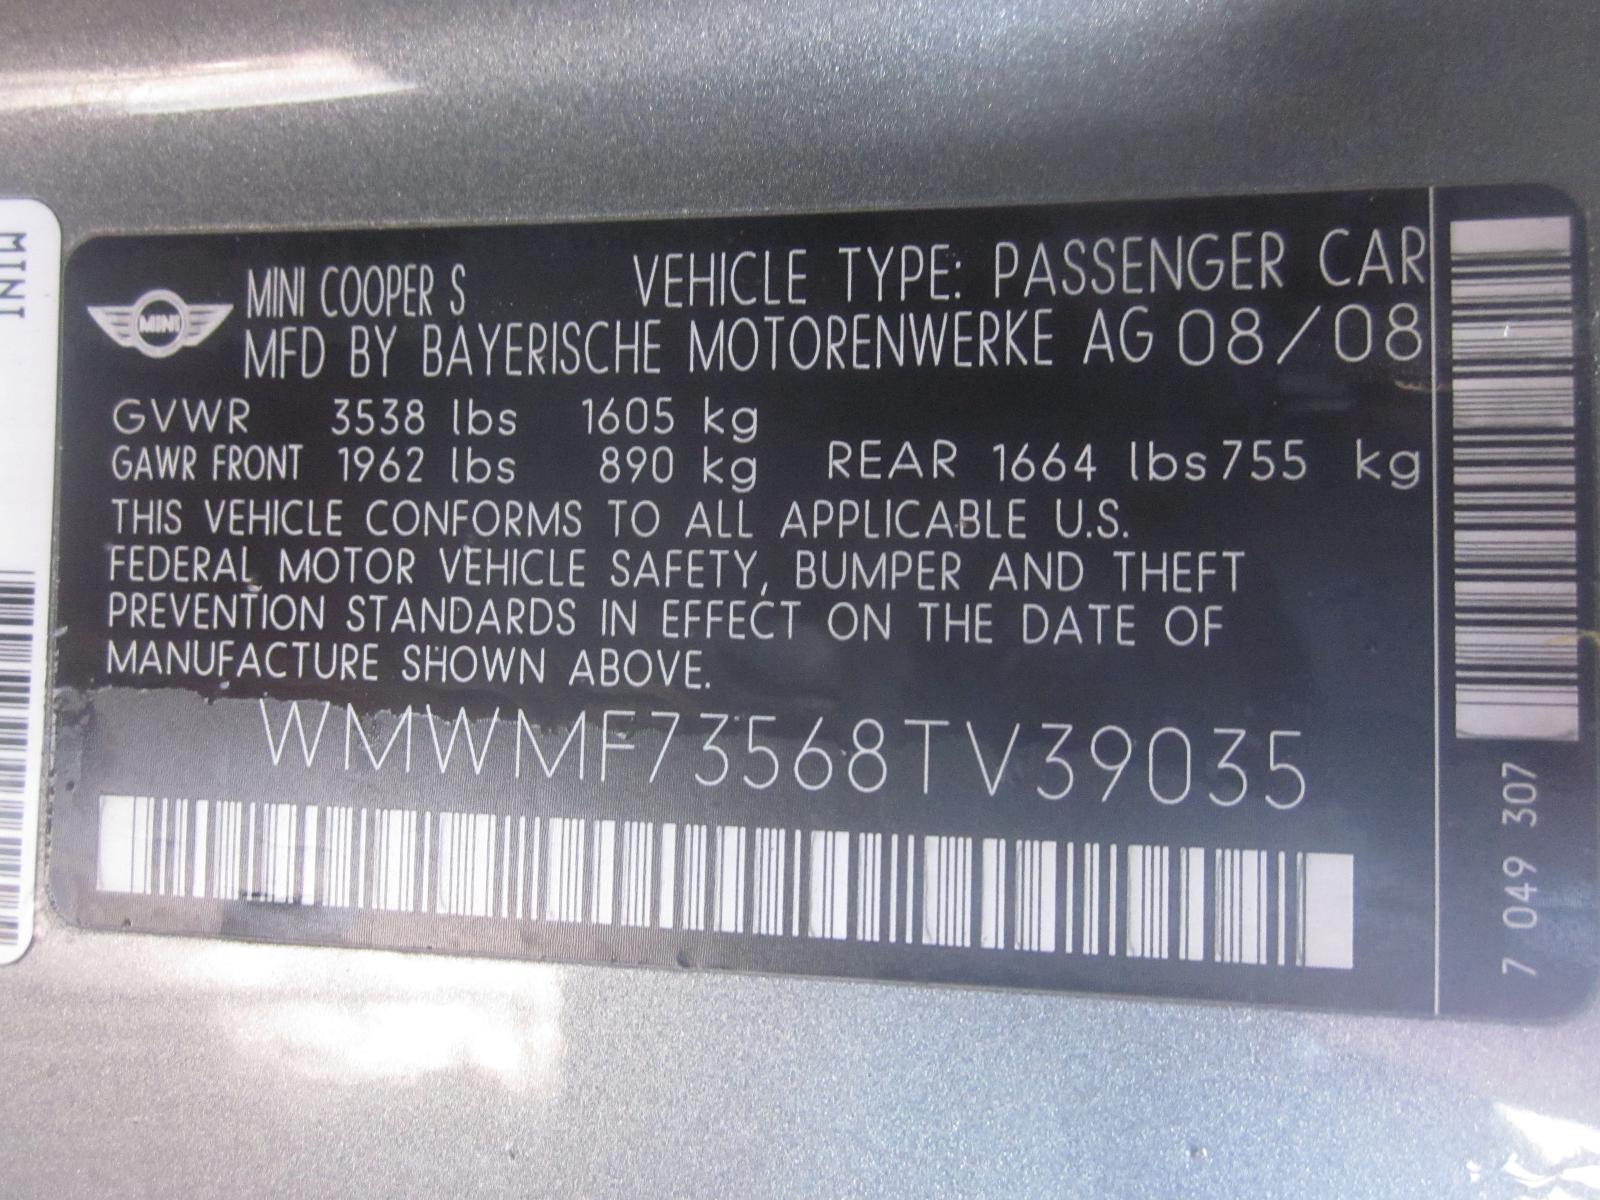 MINI
MINI
MINI COOPER S VEHICLE TYPE: PASSENGER CAR
MFD BY BAYERISCHE MOTORENWERKE AG 08/08
GVWR 3538 lbs 1605 kg
GAWR FRONT 1962 lbs 890 kg REAR 1664 lbs 755 kg
THIS VEHICLE CONFORMS TO ALL APPLICABLE U.S.
FEDERAL MOTOR VEHICLE SAFETY, BUMPER AND THEFT
PREVENTION STANDARDS IN EFFECT ON THE DATE OF
MANUFACTURE SHOWN ABOVE.
WMWMF73568TV39035
7 049 307